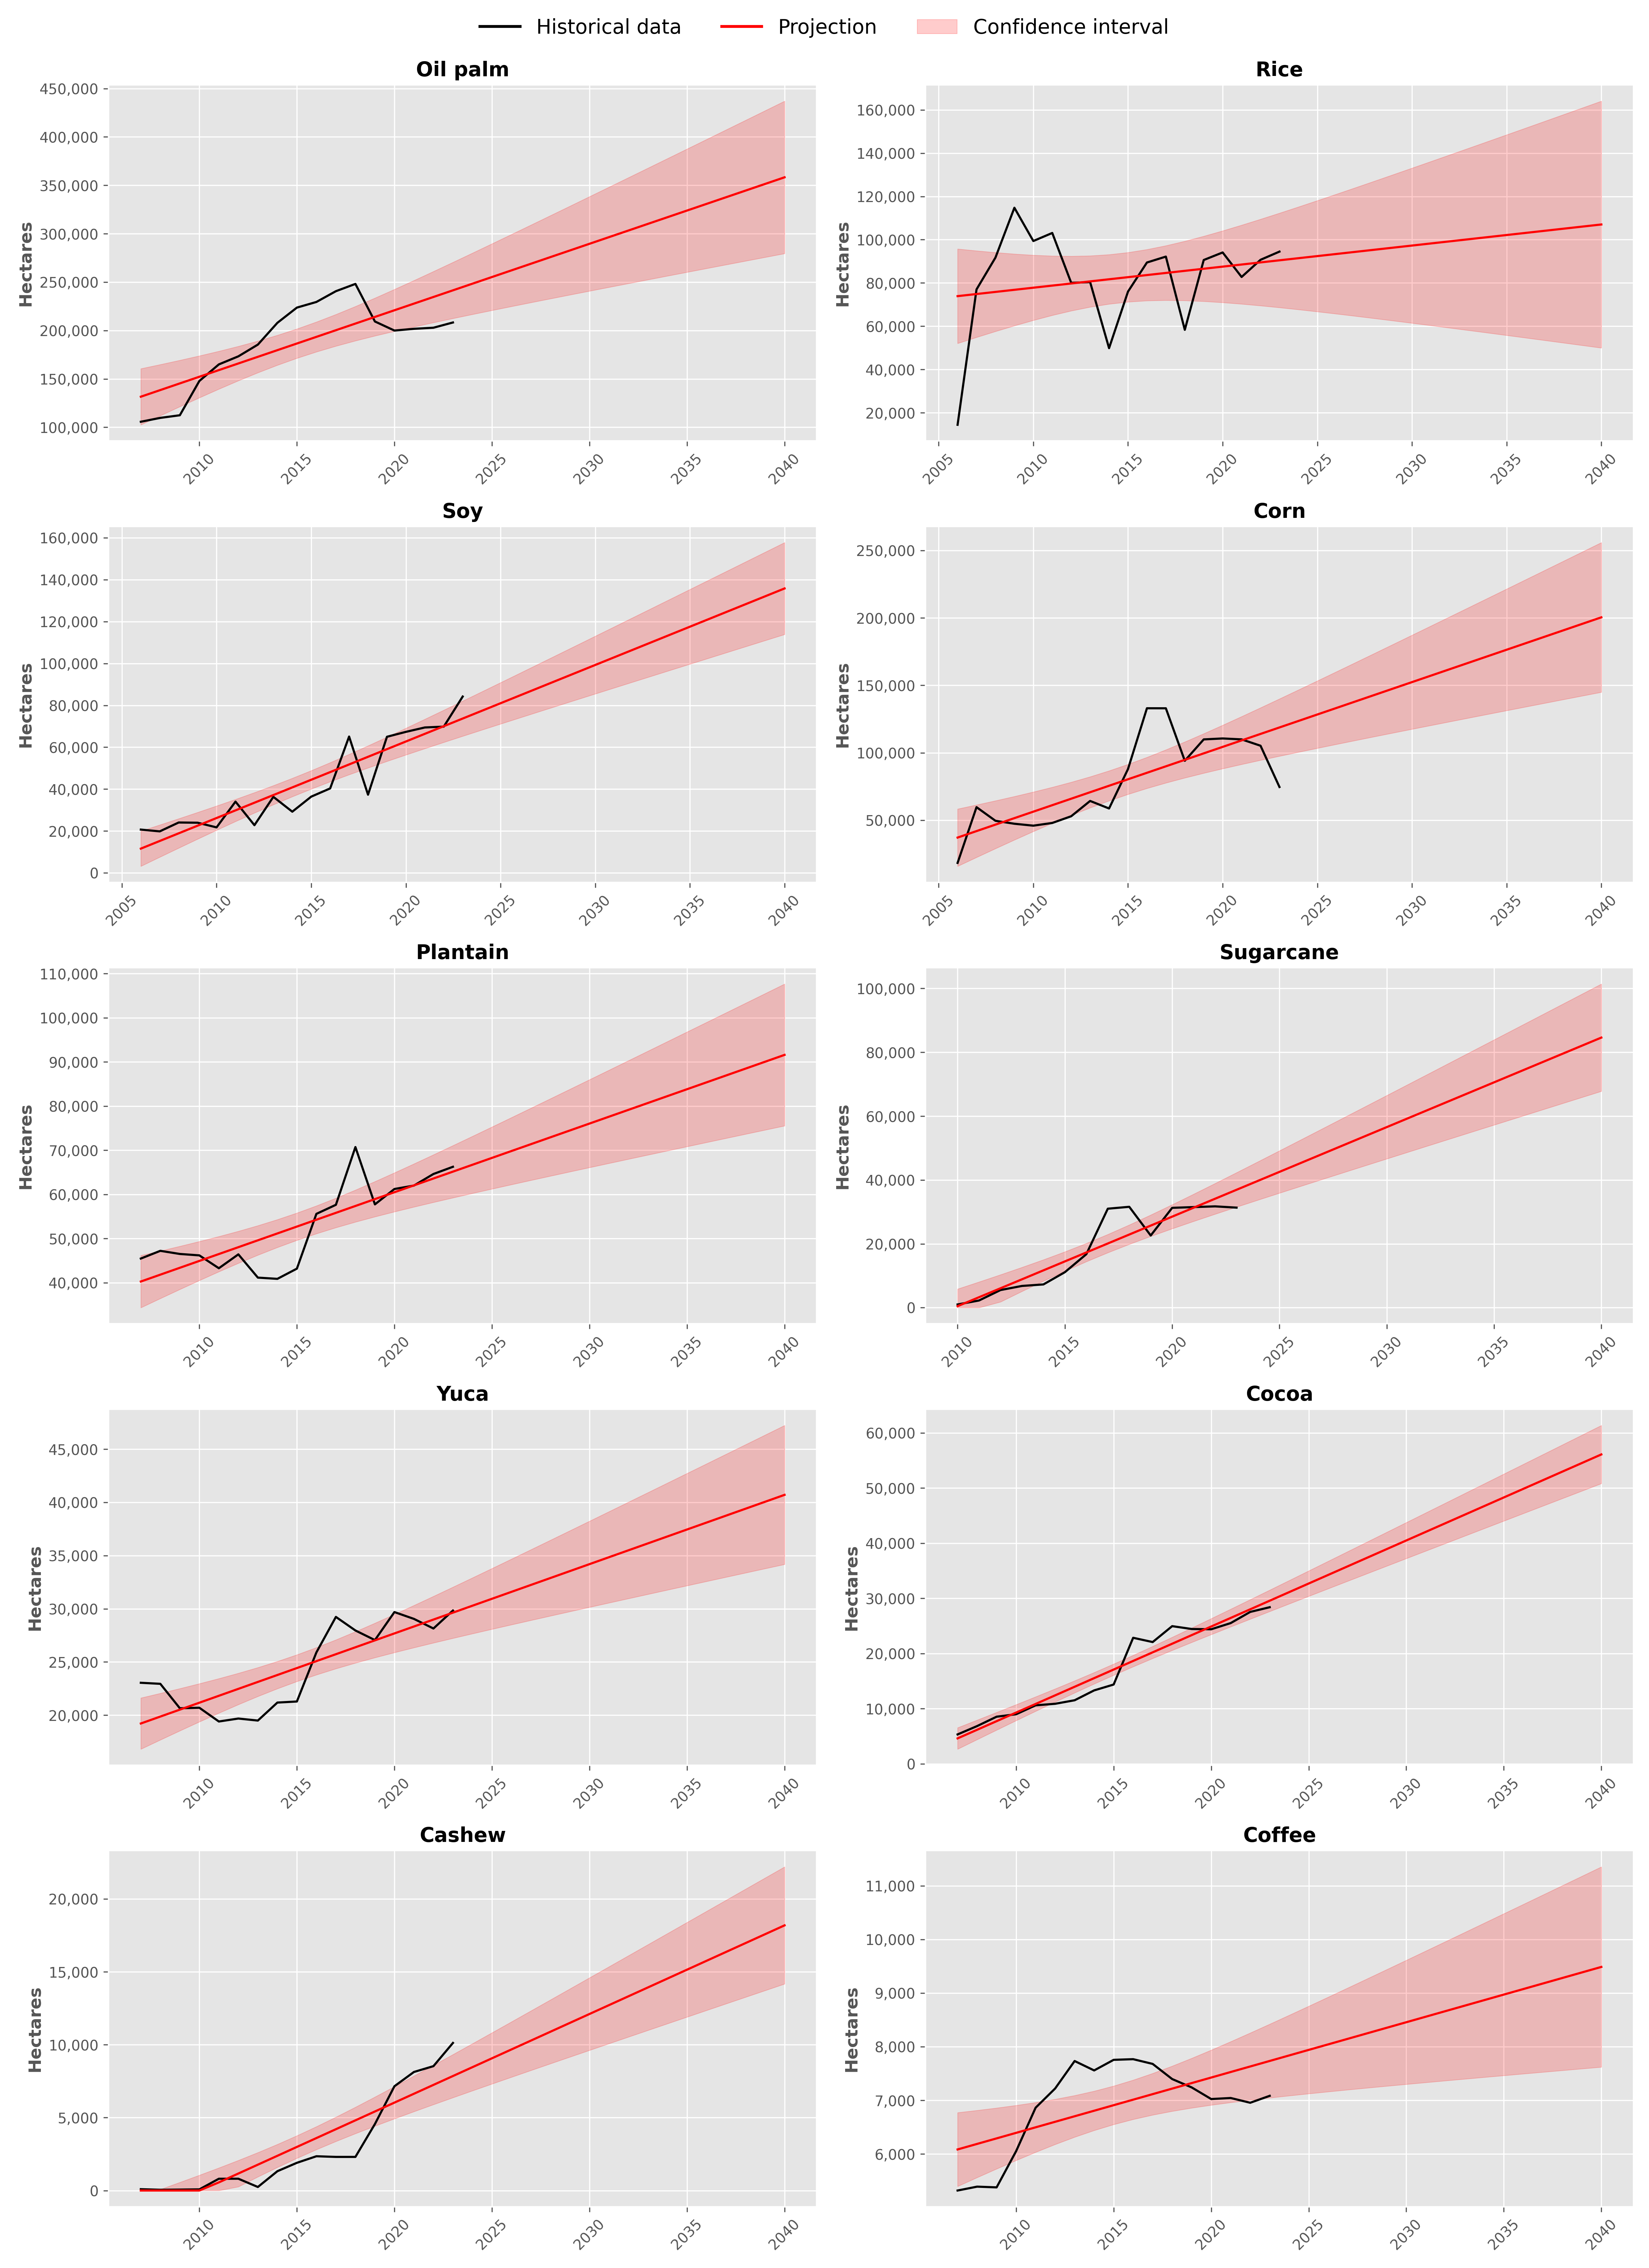 Historical data Projection Confidence interval
Oil palm
Hectares
450,000
400,000
350,000
300,000
250,000
200,000
150,000
100,000
2010 2015 2020 2025 2030 2035 2040
Rice
Hectares
160,000
140,000
120,000
100,000
80,000
60,000
40,000
20,000
2005 2010 2015 2020 2025 2030 2035 2040
Soy
Hectares
160,000
140,000
120,000
100,000
80,000
60,000
40,000
20,000
0
2005 2010 2015 2020 2025 2030 2035 2040
Corn
Hectares
250,000
200,000
150,000
100,000
50,000
2005 2010 2015 2020 2025 2030 2035 2040
Plantain
Hectares
110,000
100,000
90,000
80,000
70,000
60,000
50,000
40,000
2010 2015 2020 2025 2030 2035 2040
Sugarcane
Hectares
100,000
80,000
60,000
40,000
20,000
0
2010 2015 2020 2025 2030 2035 2040
Yuca
Hectares
45,000
40,000
35,000
30,000
25,000
20,000
2010 2015 2020 2025 2030 2035 2040
Cocoa
Hectares
60,000
50,000
40,000
30,000
20,000
10,000
0
2010 2015 2020 2025 2030 2035 2040
Cashew
Hectares
20,000
15,000
10,000
5,000
0
2010 2015 2020 2025 2030 2035 2040
Coffee
Hectares
11,000
10,000
9,000
8,000
7,000
6,000
2010 2015 2020 2025 2030 2035 2040